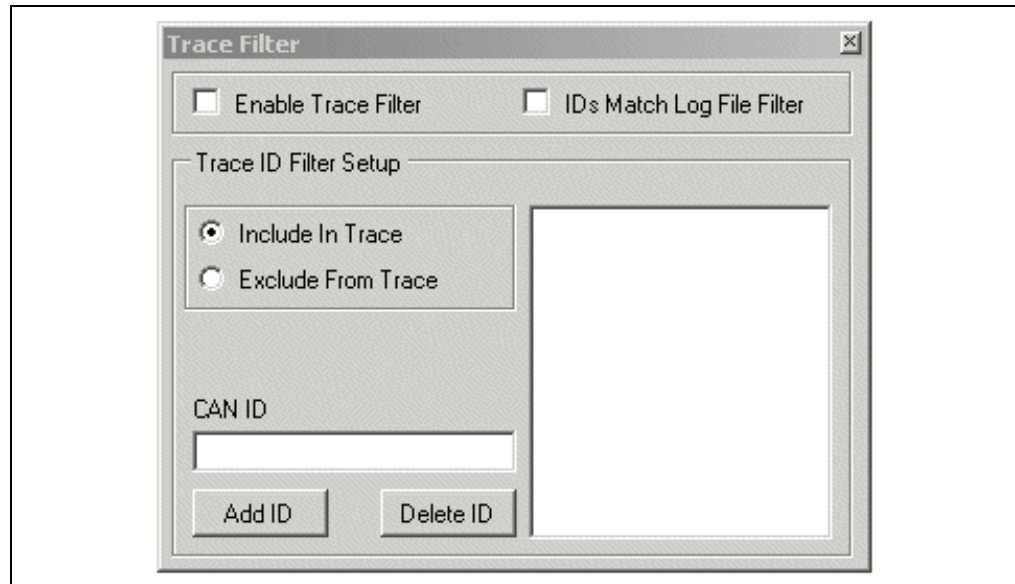 Trace Filter
Enable Trace Filter
IDs Match Log File Filter
Trace ID Filter Setup
Include In Trace
Exclude From Trace
CAN ID
Add ID
Delete ID